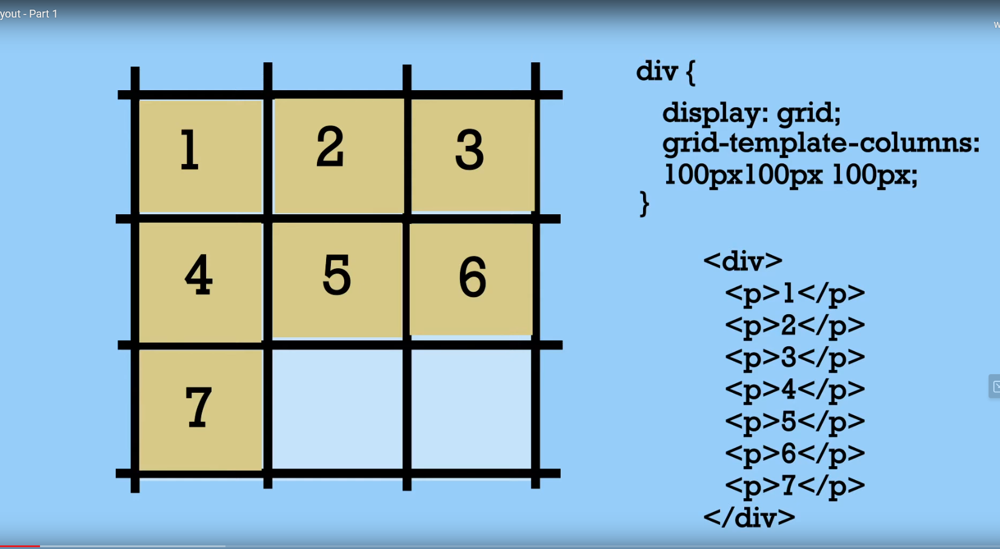 yout - Part 1
1 2 3
4 5 6
7
div {
display: grid;
grid-template-columns:
100px100px 100px;
}
<div>
<p>1</p>
<p>2</p>
<p>3</p>
<p>4</p>
<p>5</p>
<p>6</p>
<p>7</p>
</div>